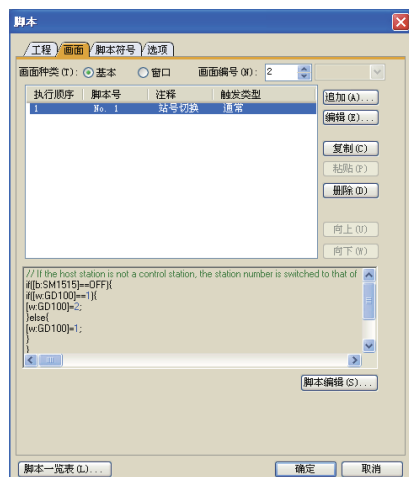 脚本
工程 画面 脚本符号 选项
画面种类(T): 基本 窗口 画面编号(N): 2
执行顺序 脚本号 注释 触发类型
1 No. 1 站号切换 通常
追加(A)...
编辑(E)...
复制(C)
粘贴(P)
删除(D)
向上(U)
向下(W)
// If the host station is not a control station, the station number is switched to that of
if([b:SM1515]==OFF){
if([w:GD100]==1){
[w:GD100]=2;
}else{
[w:GD100]=1;
}
}
脚本编辑(S)...
脚本一览表(L)...
确定 取消